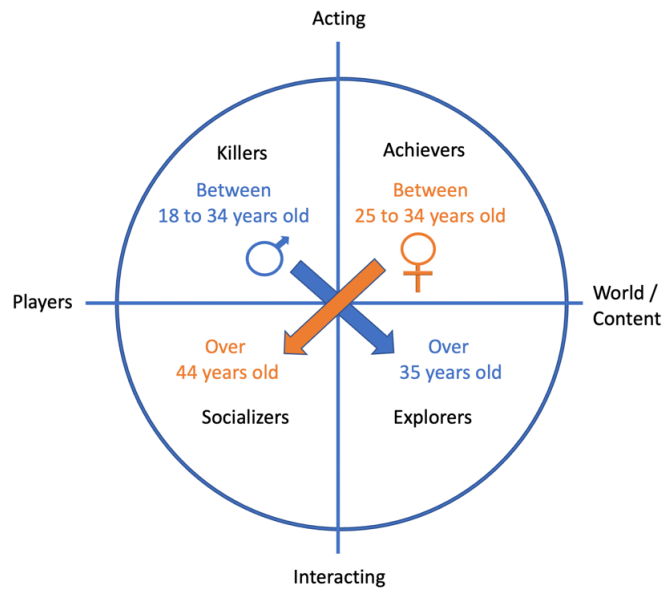 Acting
Killers
Achievers
Between
18 to 34 years old
Between
25 to 34 years old
Players
World /
Content
Over
44 years old
Over
35 years old
Socializers
Explorers
Interacting